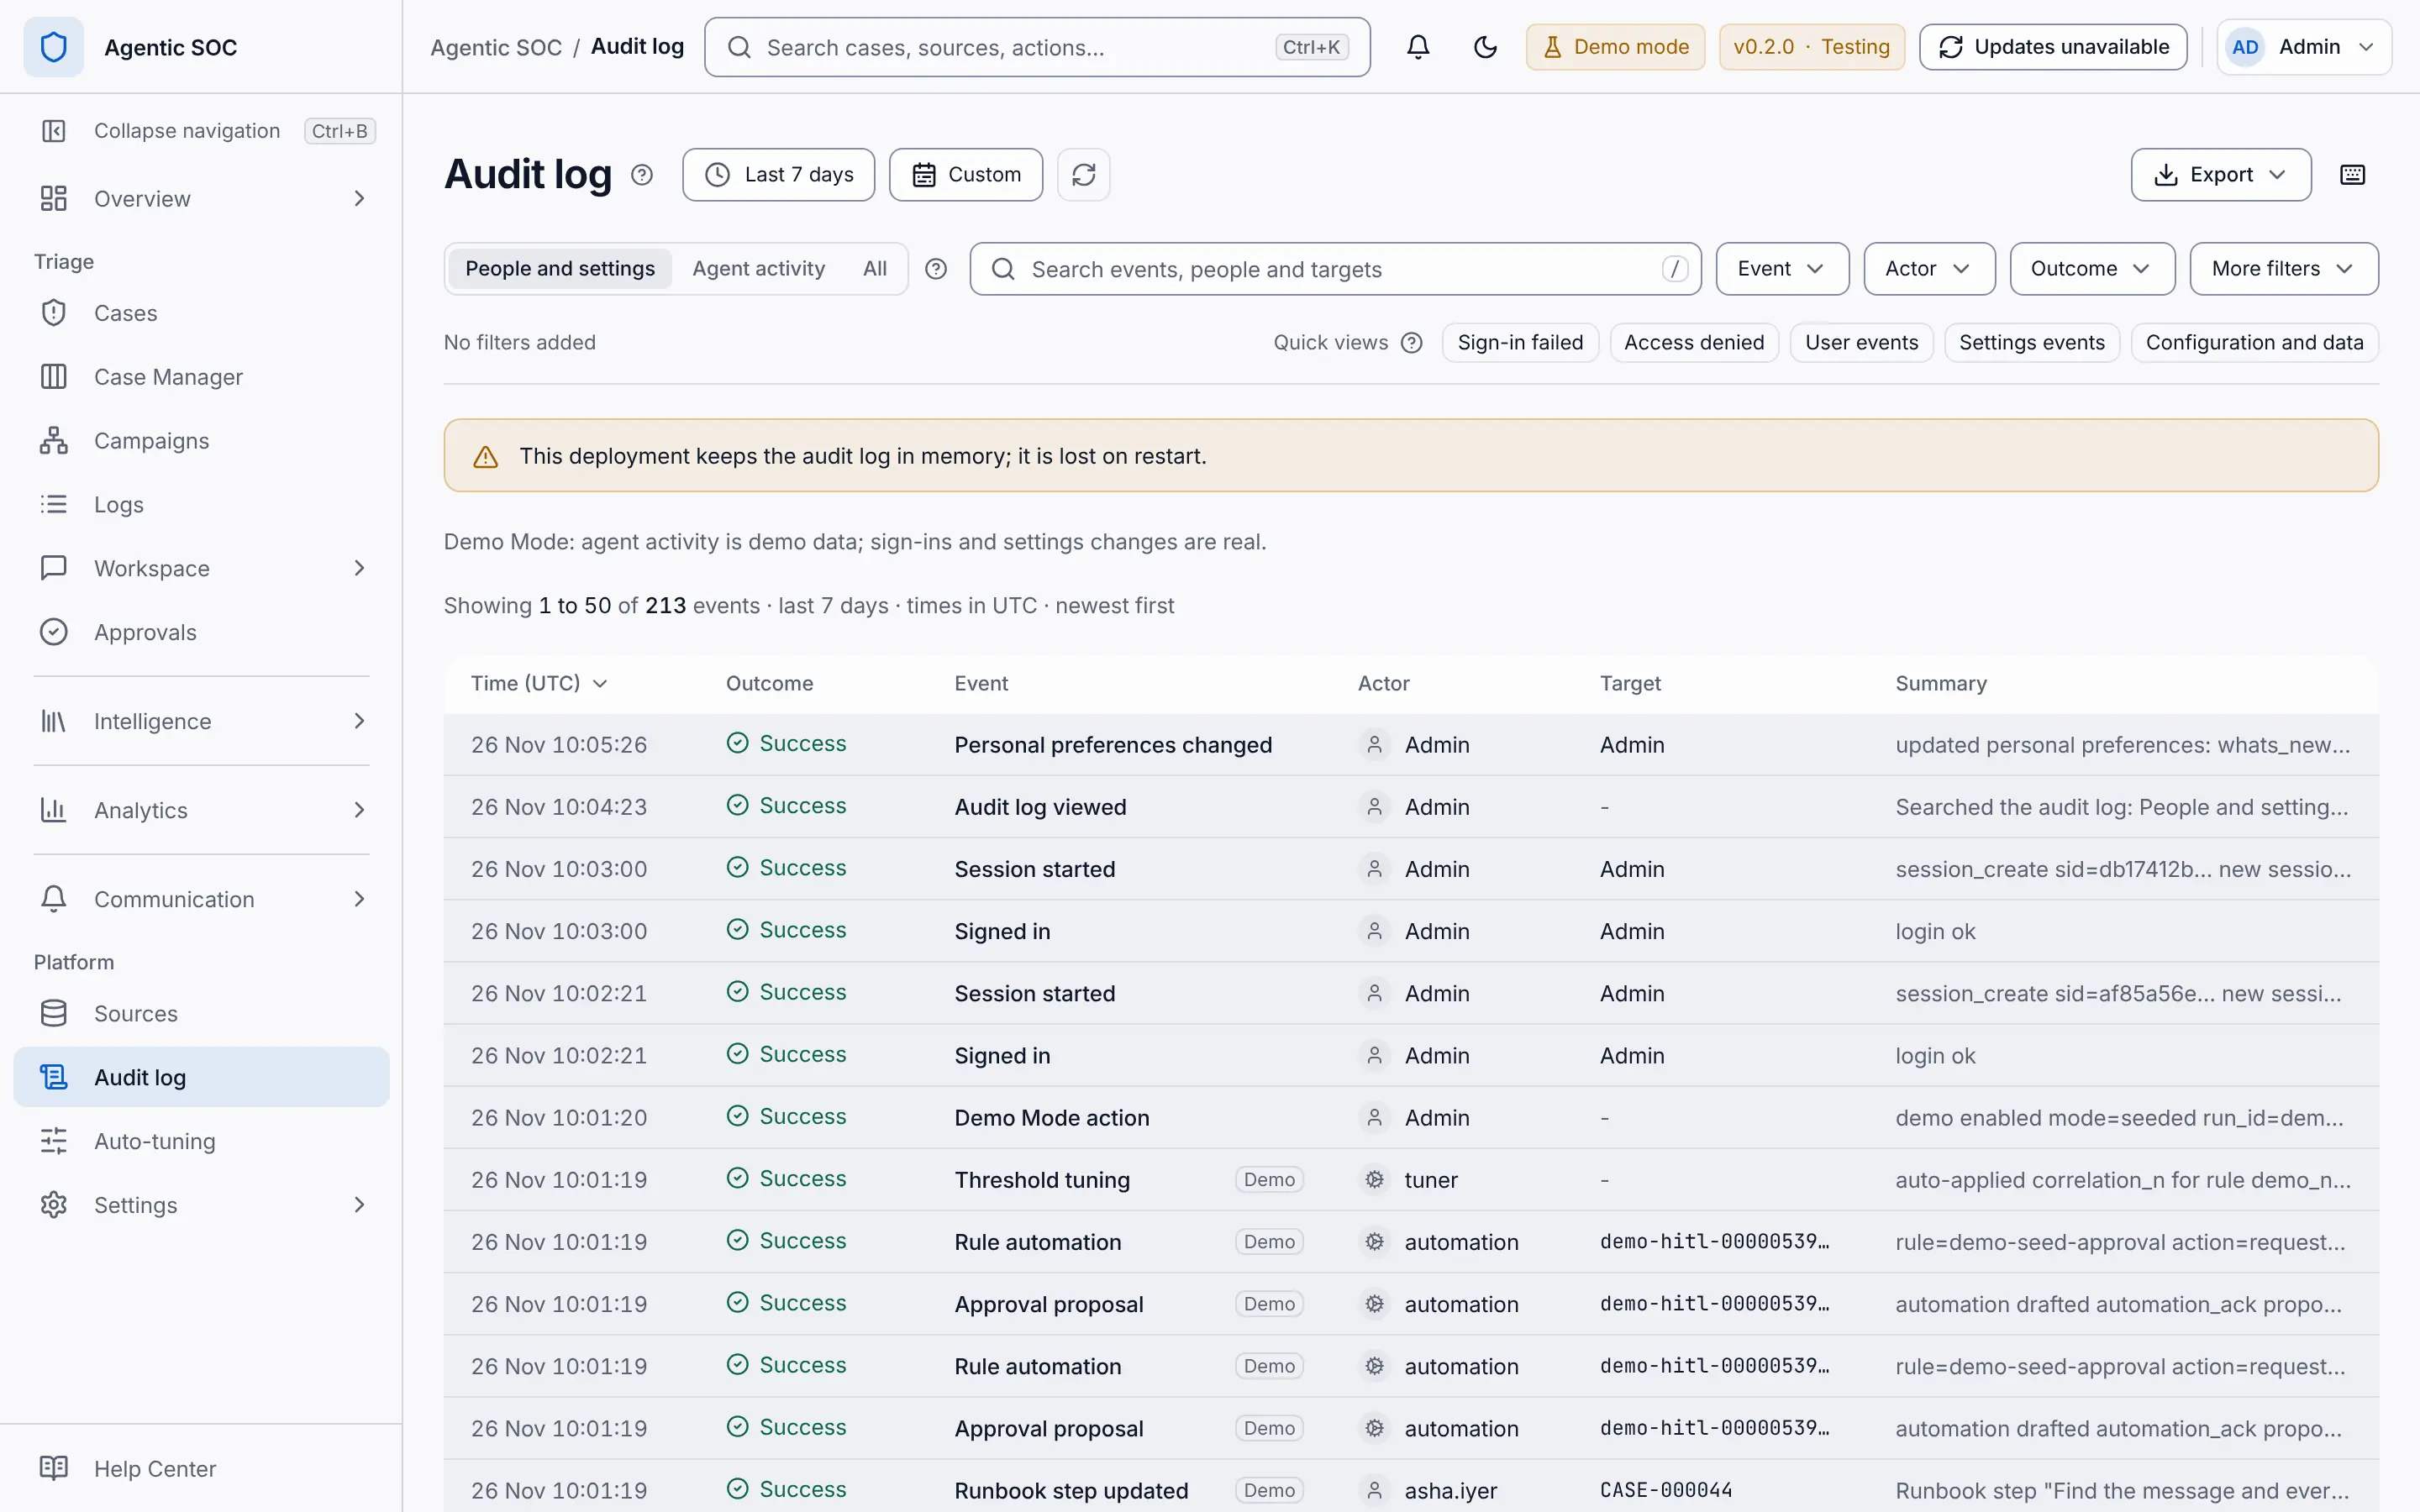 Agentic SOC
Agentic SOC / Audit log
Search cases, sources, actions... Ctrl+K
Demo mode
v0.2.0 · Testing
Updates unavailable
AD Admin
Collapse navigation Ctrl+B
Overview
Triage
Cases
Case Manager
Campaigns
Logs
Workspace
Approvals
Intelligence
Analytics
Communication
Platform
Sources
Audit log
Auto-tuning
Settings
Help Center
Audit log
Last 7 days
Custom
Export
People and settings Agent activity All
Search events, people and targets /
Event
Actor
Outcome
More filters
No filters added
Quick views Sign-in failed Access denied User events Settings events Configuration and data
This deployment keeps the audit log in memory; it is lost on restart.
Demo Mode: agent activity is demo data; sign-ins and settings changes are real.
Showing 1 to 50 of 213 events · last 7 days · times in UTC · newest first
Time (UTC) Outcome Event Actor Target Summary
26 Nov 10:05:26 Success Personal preferences changed Admin Admin updated personal preferences: whats_new...
26 Nov 10:04:23 Success Audit log viewed Admin - Searched the audit log: People and setting...
26 Nov 10:03:00 Success Session started Admin Admin session_create sid=db17412b... new sessio...
26 Nov 10:03:00 Success Signed in Admin Admin login ok
26 Nov 10:02:21 Success Session started Admin Admin session_create sid=af85a56e... new sessi...
26 Nov 10:02:21 Success Signed in Admin Admin login ok
26 Nov 10:01:20 Success Demo Mode action Admin - demo enabled mode=seeded run_id=dem...
26 Nov 10:01:19 Success Threshold tuning Demo tuner - auto-applied correlation_n for rule demo_n...
26 Nov 10:01:19 Success Rule automation Demo automation demo-hitl-00000539... rule=demo-seed-approval action=request...
26 Nov 10:01:19 Success Approval proposal Demo automation demo-hitl-00000539... automation drafted automation_ack propo...
26 Nov 10:01:19 Success Rule automation Demo automation demo-hitl-00000539... rule=demo-seed-approval action=request...
26 Nov 10:01:19 Success Approval proposal Demo automation demo-hitl-00000539... automation drafted automation_ack propo...
26 Nov 10:01:19 Success Runbook step updated Demo asha.iyer CASE-000044 Runbook step "Find the message and ever...